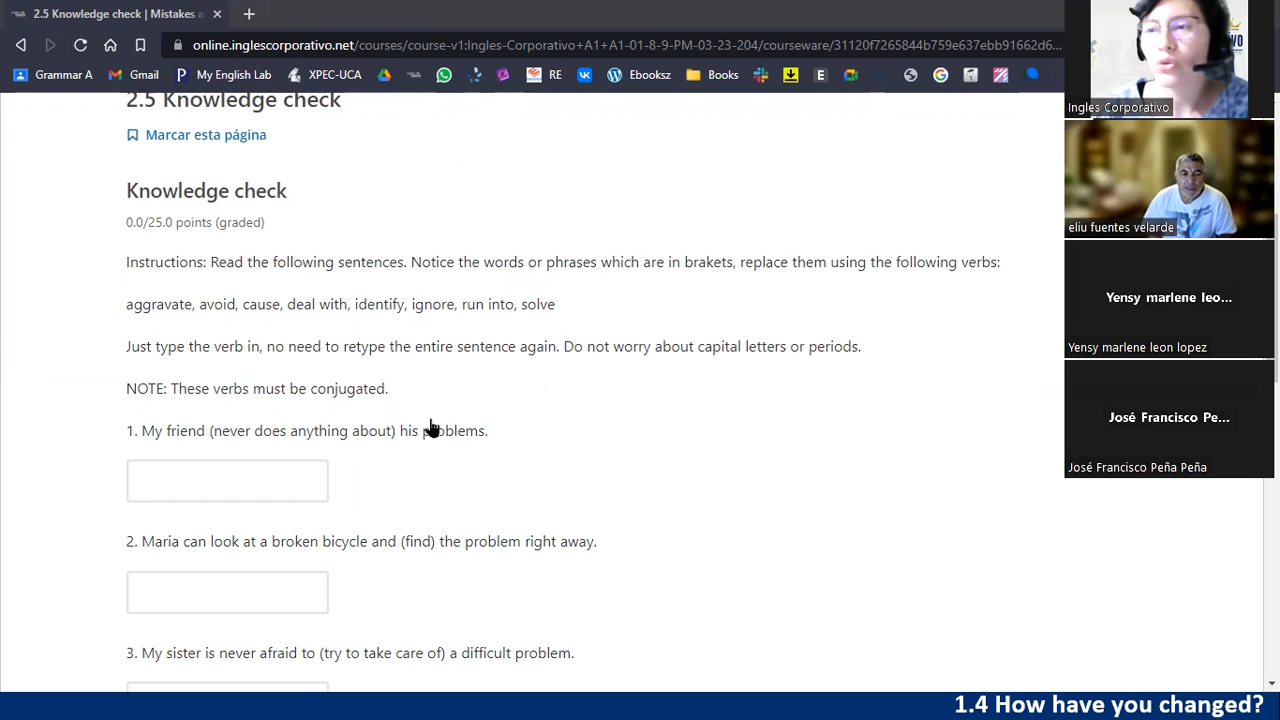 2.5 Knowledge check | Mistakes a
online.inglescorporativo.net/courses/course-v1:Ingles-Corporativo+A1+A1-01-8-9-PM-03-23-204/courseware/31120f7265844b759e637ebb91662d6...
Grammar A
Gmail
My English Lab
XPEC-UCA
RE
Ebooksz
Books
E
2.5 Knowledge check
Marcar esta página
Knowledge check
0.0/25.0 points (graded)
Instructions: Read the following sentences. Notice the words or phrases which are in brakets, replace them using the following verbs:
aggravate, avoid, cause, deal with, identify, ignore, run into, solve
Just type the verb in, no need to retype the entire sentence again. Do not worry about capital letters or periods.
NOTE: These verbs must be conjugated.
1. My friend (never does anything about) his problems.
2. Maria can look at a broken bicycle and (find) the problem right away.
3. My sister is never afraid to (try to take care of) a difficult problem.
Ingles Corporativo
eliu fuentes velarde
Yensy marlene leo...
Yensy marlene leon lopez
José Francisco Pe...
José Francisco Peña Peña
1.4 How have you changed?